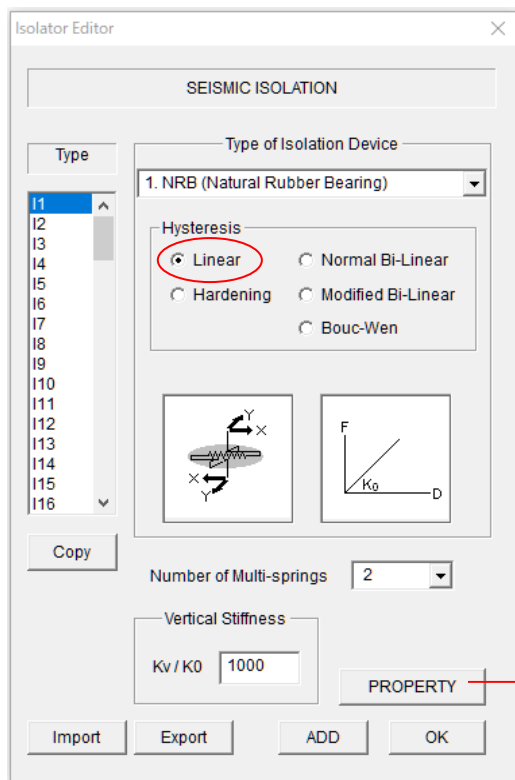 Isolator Editor
SEISMIC ISOLATION
Type
I1
I2
I3
I4
I5
I6
I7
I8
I9
I10
I11
I12
I13
I14
I15
I16
Copy
Type of Isolation Device
1. NRB (Natural Rubber Bearing)
Hysteresis
Linear Normal Bi-Linear
Hardening Modified Bi-Linear
Bouc-Wen
Y
X
X
Y
F
K0
D
Number of Multi-springs 2
Vertical Stiffness
Kv / K0 1000
PROPERTY
Import Export ADD OK